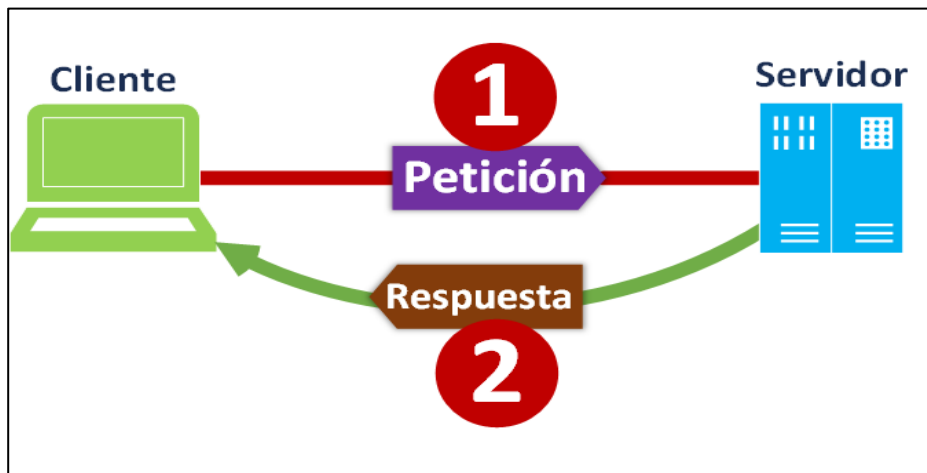 Cliente
Servidor
1
Petición
Respuesta
2